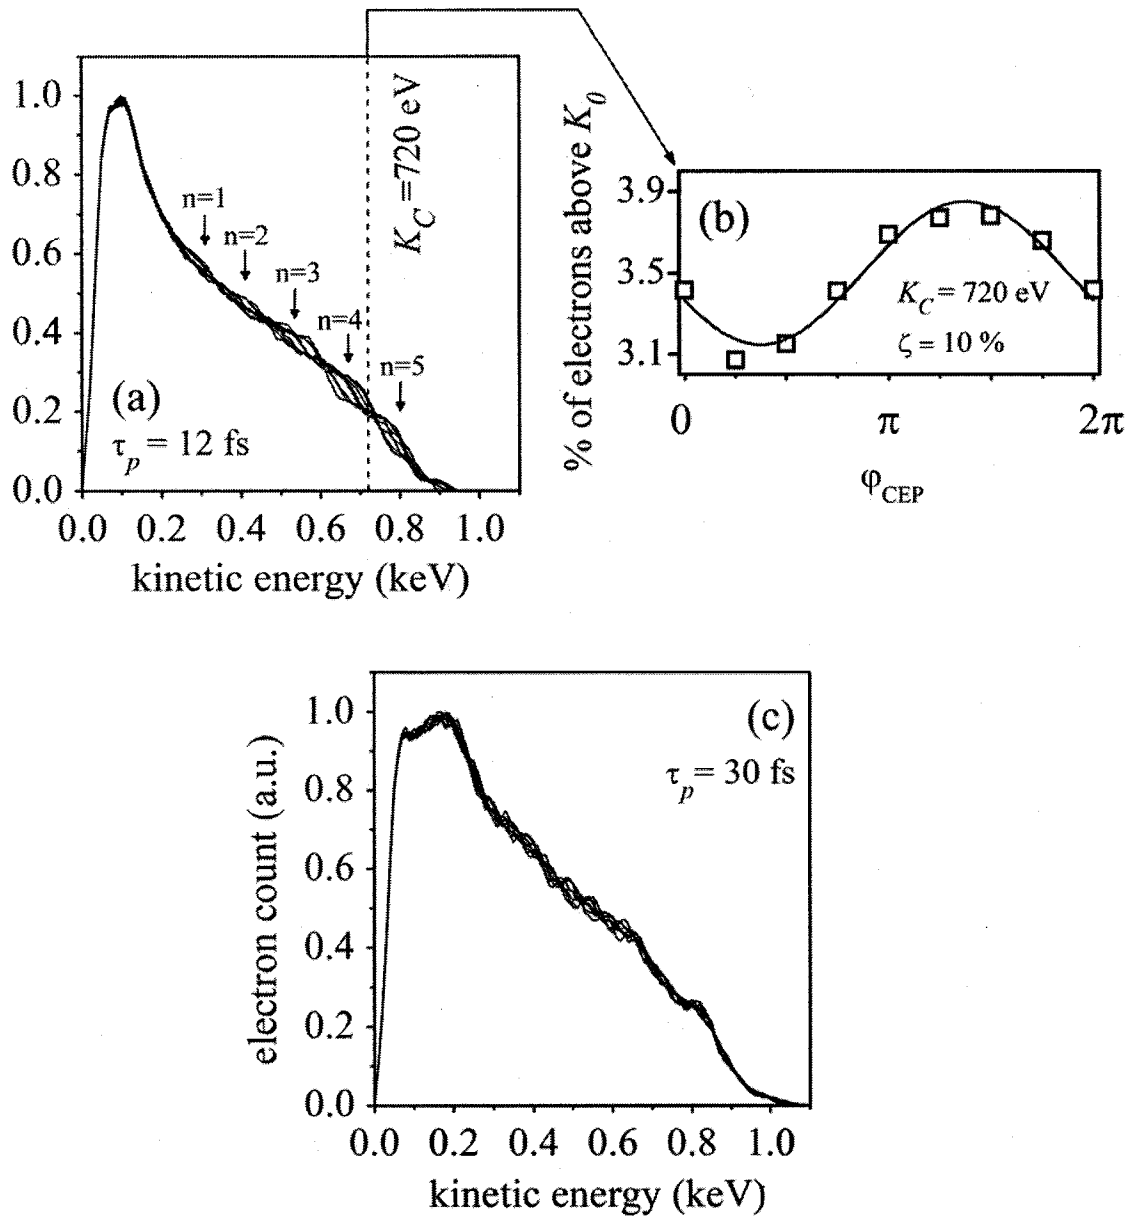 1.0
0.8
0.6
0.4
0.2
0.0
n=1
n=2
n=3
n=4
n=5
K_C = 720 eV
(a)
τ_p = 12 fs
0.0 0.2 0.4 0.6 0.8 1.0
kinetic energy (keV)
% of electrons above K_0
3.9
3.5
3.1
(b)
K_C = 720 eV
ζ = 10 %
0 π 2π
φ_CEP
electron count (a.u.)
1.0
0.8
0.6
0.4
0.2
0.0
(c)
τ_p = 30 fs
0.0 0.2 0.4 0.6 0.8 1.0
kinetic energy (keV)